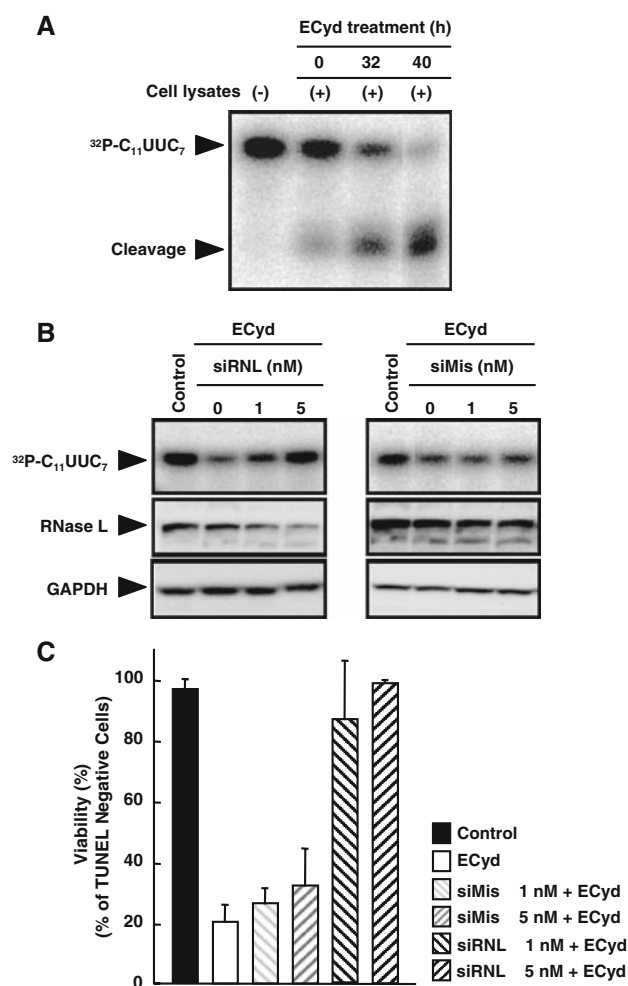 A
ECyd treatment (h)
0 32 40
Cell lysates (-) (+) (+) (+)
³²P-C₁₁UUC₇
Cleavage
B
ECyd ECyd
Control siRNL (nM) Control siMis (nM)
0 1 5 0 1 5
³²P-C₁₁UUC₇
RNase L
GAPDH
C
Viability (%)
(% of TUNEL Negative Cells)
100
80
60
40
20
0
Control
ECyd
siMis 1 nM + ECyd
siMis 5 nM + ECyd
siRNL 1 nM + ECyd
siRNL 5 nM + ECyd